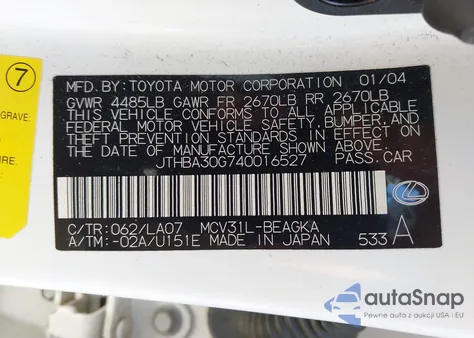 7
GRAVE:
MFD. BY: TOYOTA MOTOR CORPORATION 01/04
GVWR 4485LB GAWR FR 2670LB RR 2670LB
THIS VEHICLE CONFORMS TO ALL APPLICABLE
FEDERAL MOTOR VEHICLE SAFETY, BUMPER, AND
THEFT PREVENTION STANDARDS IN EFFECT ON
THE DATE OF MANUFACTURE SHOWN ABOVE.
JTHBA30G740016527 PASS. CAR
C/TR: 062/LA07 MCV31L-BEAGKA
A/TM: -02A/U151E MADE IN JAPAN 533 A
autoSnap
Pewne auta z aukcji USA i EU